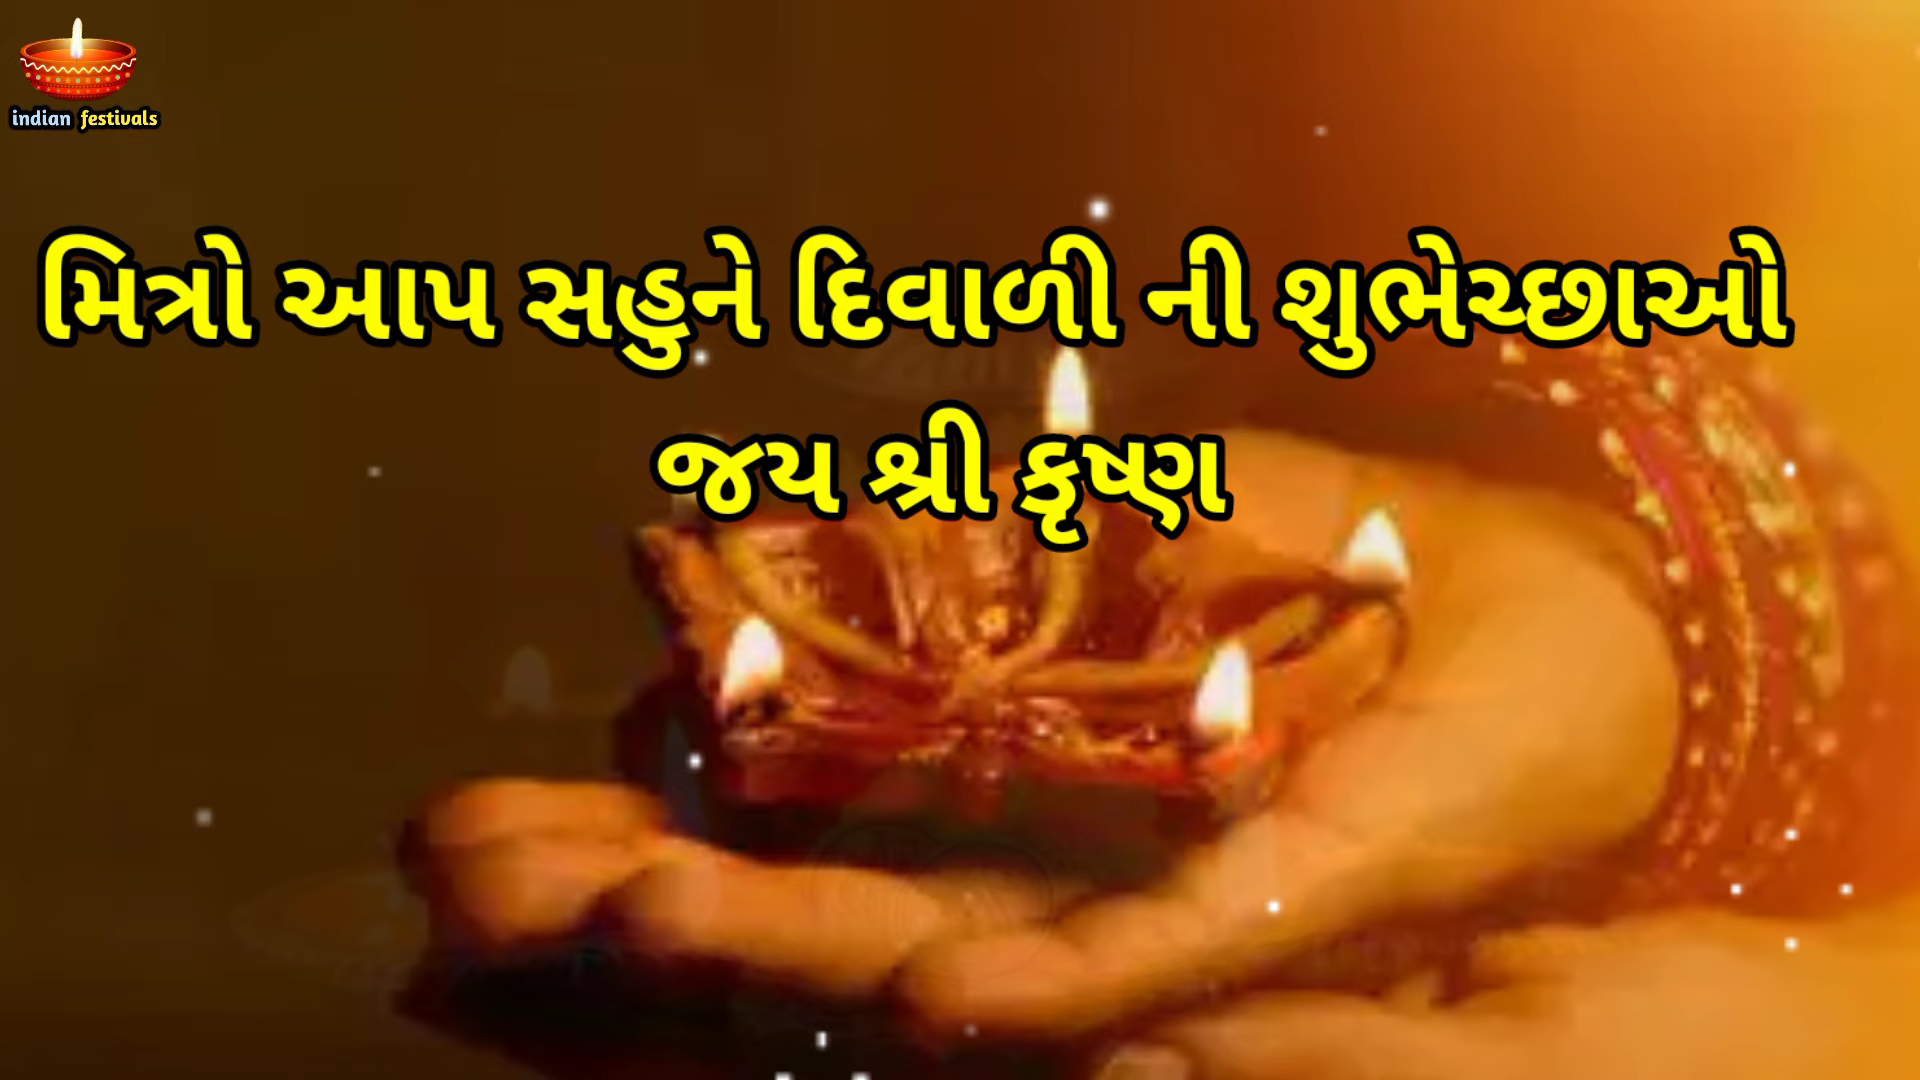 indian festivals
મિત્રો આપ સહુને દિવાળી ની શુભેચ્છાઓ
જય શ્રી કૃષ્ણ